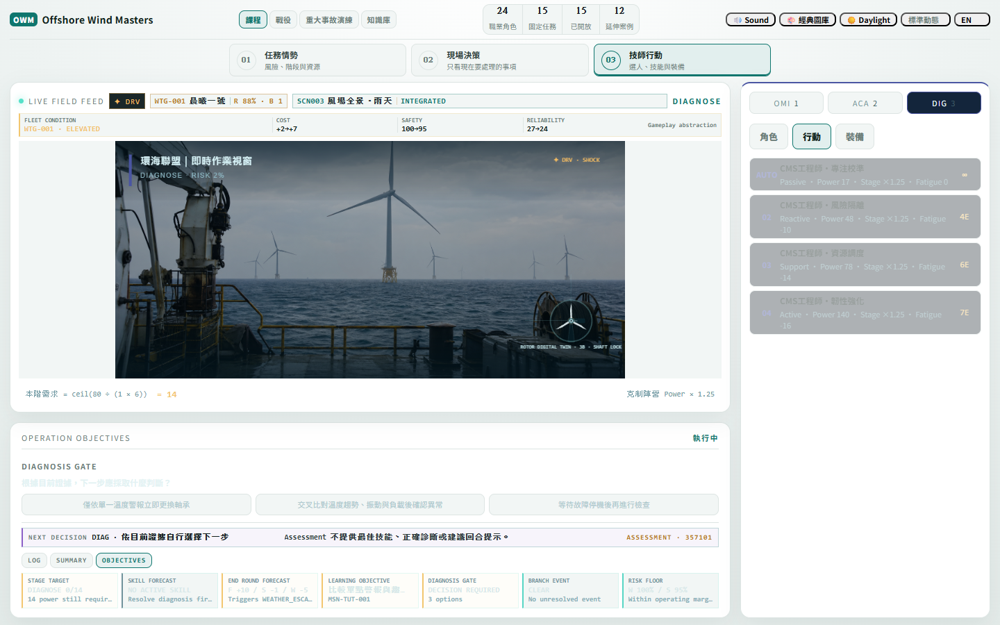 OWM Offshore Wind Masters
課程 戰役 重大事故演練 知識庫
24 15 15 12
職業角色 固定任務 已開放 延伸案例
Sound 經典圖庫 Daylight 標準動態 EN
01 任務情勢
風險、階段與資源
02 現場決策
只看現在要處理的事項
03 技師行動
選人、技能與裝備
LIVE FIELD FEED ✦ DRV WTG-001 晨曦一號 R 88% · B 1 SCN003 風場全景・雨天 INTEGRATED DIAGNOSE
FLEET CONDITION
WTG-001 · ELEVATED
COST
+2→+7
SAFETY
100→95
RELIABILITY
27→24
Gameplay abstraction
環海聯盟｜即時作業視窗
DIAGNOSE · RISK 2%
✦ DRV · SHOCK
ROTOR DIGITAL TWIN · 3B · SHAFT LOCK
本階需求 = ceil(80 ÷ (1 × 6)) = 14
克制陣營 Power × 1.25
OPERATION OBJECTIVES 執行中
DIAGNOSIS GATE
根據目前證據，下一步應採取什麼判斷？
僅依單一溫度警報立即更換軸承
交叉比對溫度趨勢、振動與負載後確認異常
等待故障停機後再進行檢查
NEXT DECISION DIAG · 依目前證據自行選擇下一步 Assessment 不提供最佳技能、正確診斷或建議回合提示。 ASSESSMENT · 357101
LOG SUMMARY OBJECTIVES
STAGE TARGET
DIAGNOSE 0/14
14 power still requir…
SKILL FORECAST
NO ACTIVE SKILL
Resolve diagnosis fir…
END ROUND FORECAST
F +10 / S -1 / W -5
Triggers WEATHER_ESCA…
LEARNING OBJECTIVE
比較單點警報與趨…
MSN-TUT-001
DIAGNOSIS GATE
DECISION REQUIRED
3 options
BRANCH EVENT
CLEAR
No unresolved event
RISK FLOOR
W 100% / S 95%
Within operating marg…
OMI 1 ACA 2 DIG 3
角色 行動 裝備
AUTO CMS工程師・專注校準
Passive • Power 17 • Stage ×1.25 • Fatigue 0
∞
02 CMS工程師・風險隔離
Reactive • Power 48 • Stage ×1.25 • Fatigue
-10
4E
03 CMS工程師・資源調度
Support • Power 78 • Stage ×1.25 • Fatigue
-14
6E
04 CMS工程師・韌性強化
Active • Power 140 • Stage ×1.25 • Fatigue
-16
7E